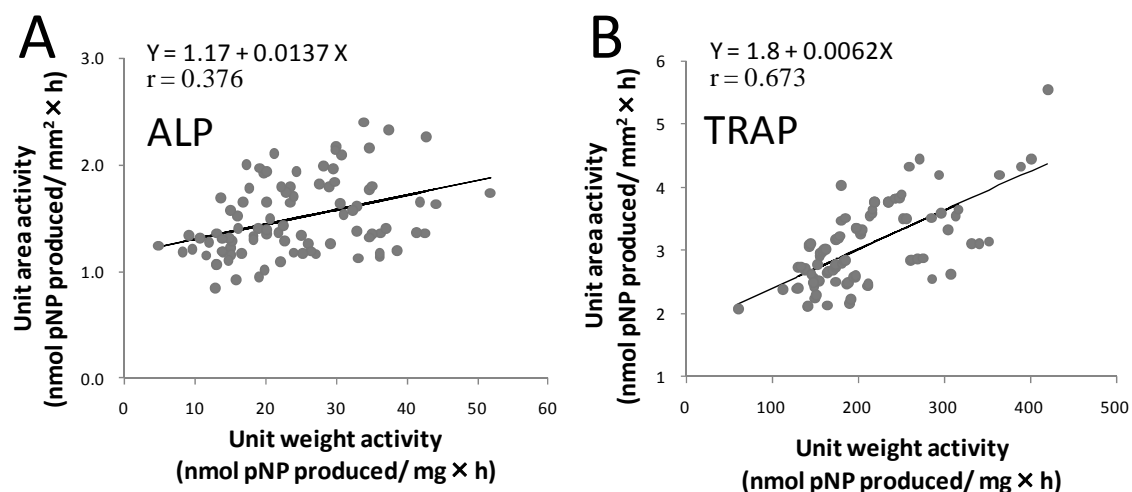 A
Y = 1.17 + 0.0137 X
r = 0.376
ALP
3.0
2.0
1.0
0.0
0 10 20 30 40 50 60
Unit area activity
(nmol pNP produced/ mm² × h)
Unit weight activity
(nmol pNP produced/ mg × h)
B
Y = 1.8 + 0.0062X
r = 0.673
TRAP
6
5
4
3
2
1
0 100 200 300 400 500
Unit area activity
(nmol pNP produced/ mm² × h)
Unit weight activity
(nmol pNP produced/ mg × h)